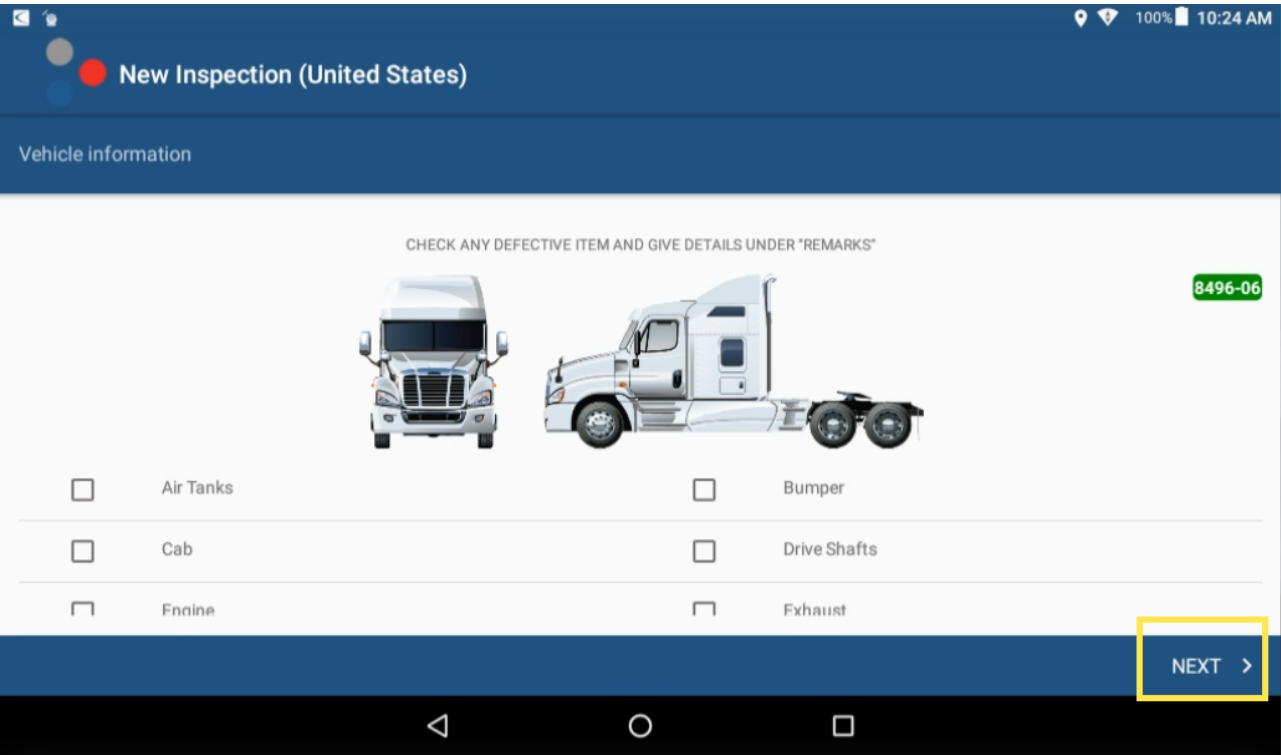 100% 10:24 AM
New Inspection (United States)
Vehicle information
CHECK ANY DEFECTIVE ITEM AND GIVE DETAILS UNDER "REMARKS"
8496-06
Air Tanks Bumper
Cab Drive Shafts
Engine Exhaust
NEXT